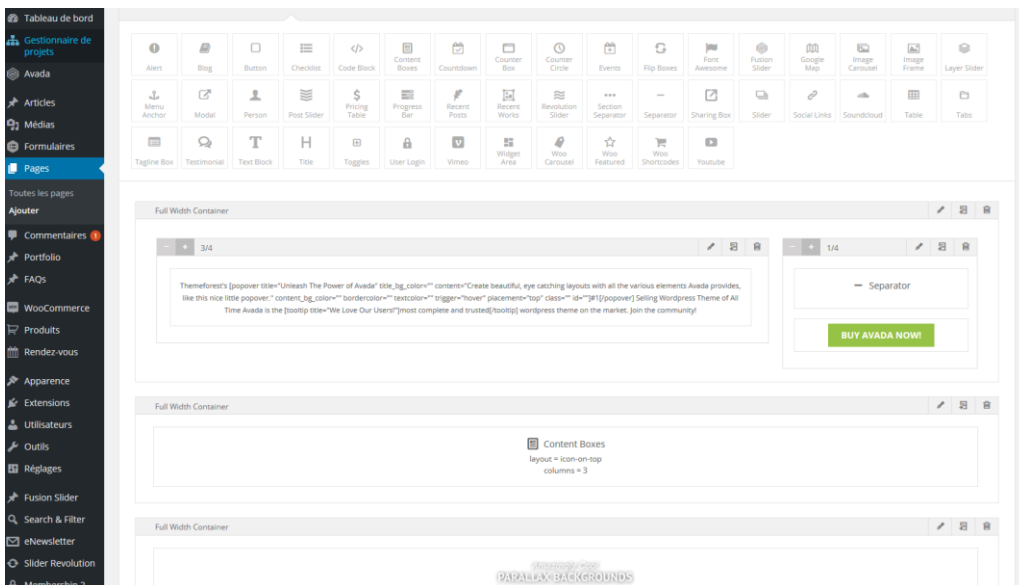 Tableau de bord
Gestionnaire de
projets
Avada
Articles
Médias
Formulaires
Pages
Toutes les pages
Ajouter
Commentaires 1
Portfolio
FAQs
WooCommerce
Produits
Rendez-vous
Apparence
Extensions
Utilisateurs
Outils
Réglages
Fusion Slider
Search & Filter
eNewsletter
Slider Revolution
Membership 2
Alert
Blog
Button
Checklist
Code Block
Content
Boxes
Countdown
Counter
Box
Counter
Circle
Events
Flip Boxes
Font
Awesome
Fusion
Slider
Google
Map
Image
Carousel
Image
Frame
Layer Slider
Menu
Anchor
Modal
Person
Post Slider
Pricing
Table
Progress
Bar
Recent
Posts
Recent
Works
Revolution
Slider
Section
Separator
Separator
Sharing Box
Slider
Social Links
Soundcloud
Table
Tabs
Tagline Box
Testimonial
Text Block
Title
Toggles
User Login
Vimeo
Widget
Area
Woo
Carousel
Woo
Featured
Woo
Shortcodes
Youtube
Full Width Container
3/4
Themeforest's [popover title="Unleash The Power of Avada" title_bg_color="" content="Create beautiful, eye catching layouts with all the various elements Avada provides,
like this nice little popover." content_bg_color="" bordercolor="" textcolor="" trigger="hover" placement="top" class="" id=""]#1[/popover] Selling Wordpress Theme of All
Time Avada is the [tooltip title="We Love Our Users!"]most complete and trusted[/tooltip] wordpress theme on the market. Join the community!
1/4
Separator
BUY AVADA NOW!
Full Width Container
Content Boxes
layout = icon-on-top
columns = 3
Full Width Container
Amazingly Cool
PARALLAX BACKGROUNDS